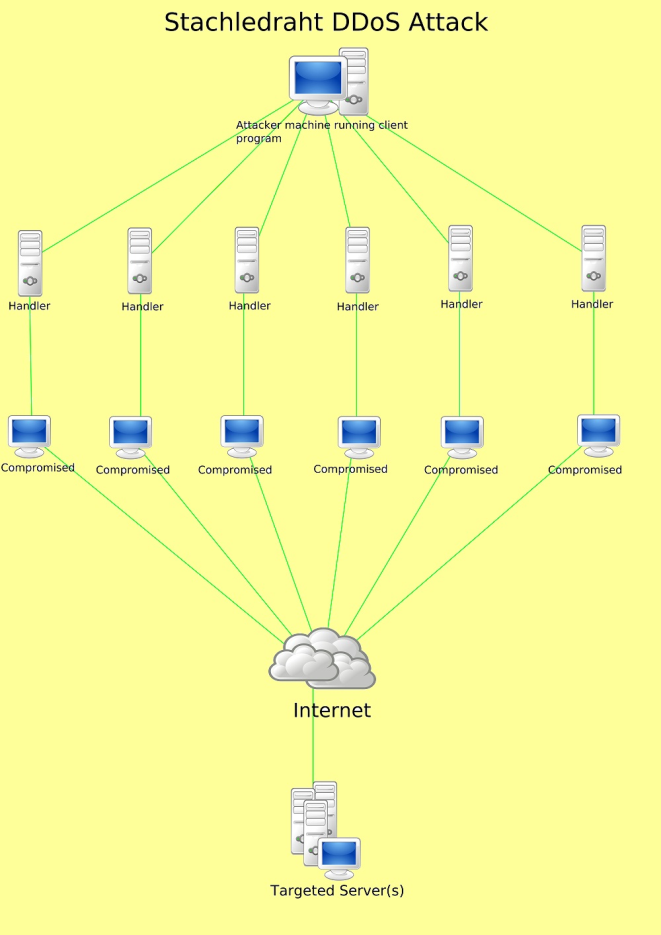 Stachledraht DDoS Attack
Attacker machine running client
program
Handler
Handler
Handler
Handler
Handler
Handler
Compromised
Compromised
Compromised
Compromised
Compromised
Compromised
Internet
Targeted Server(s)